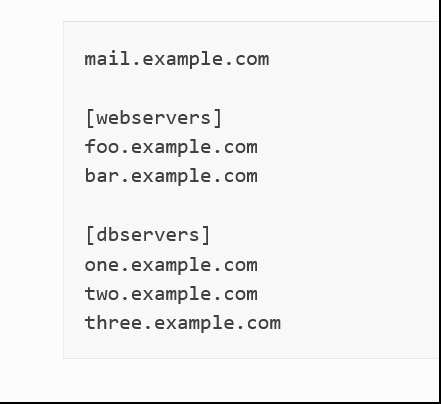 mail.example.com
[webservers]
foo.example.com
bar.example.com
[dbservers]
one.example.com
two.example.com
three.example.com